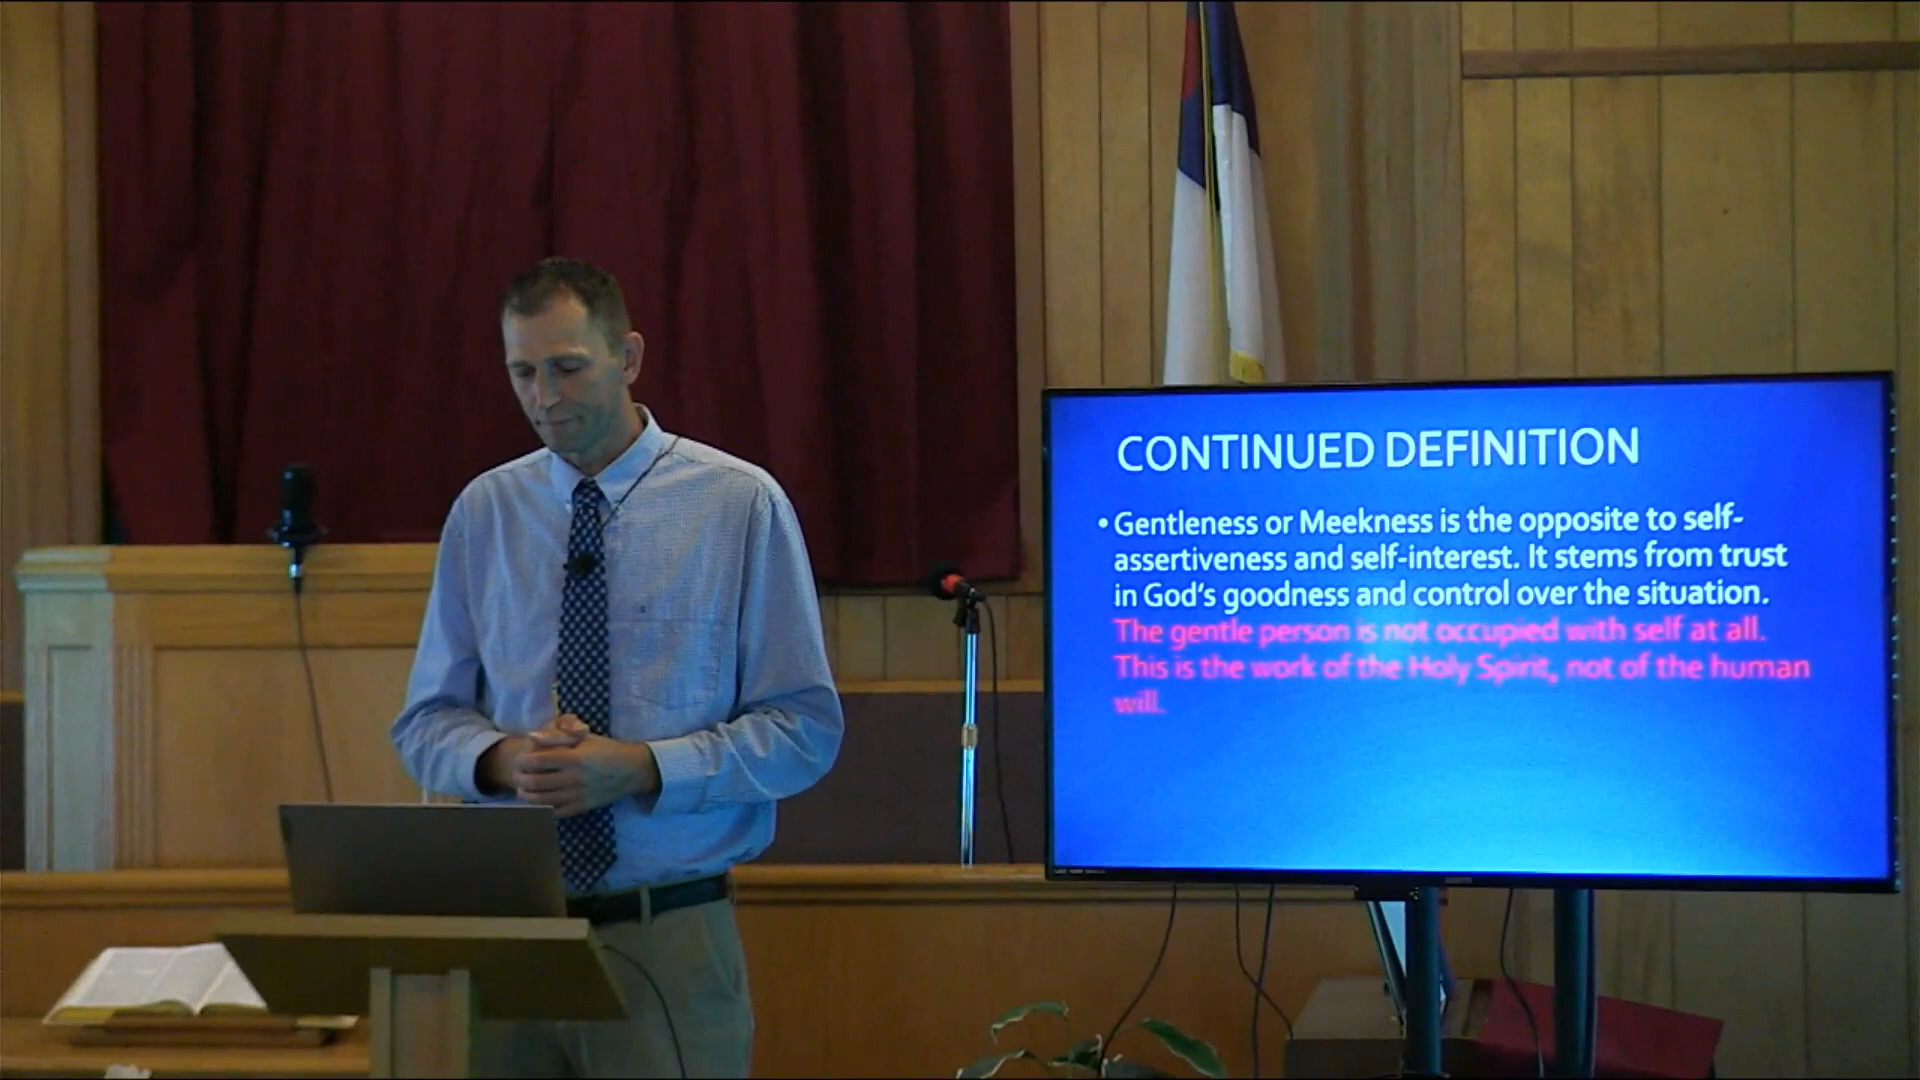 CONTINUED DEFINITION
• Gentleness or Meekness is the opposite to self-
assertiveness and self-interest. It stems from trust
in God's goodness and control over the situation.
The gentle person is not occupied with self at all.
This is the work of the Holy Spirit, not of the human
will.